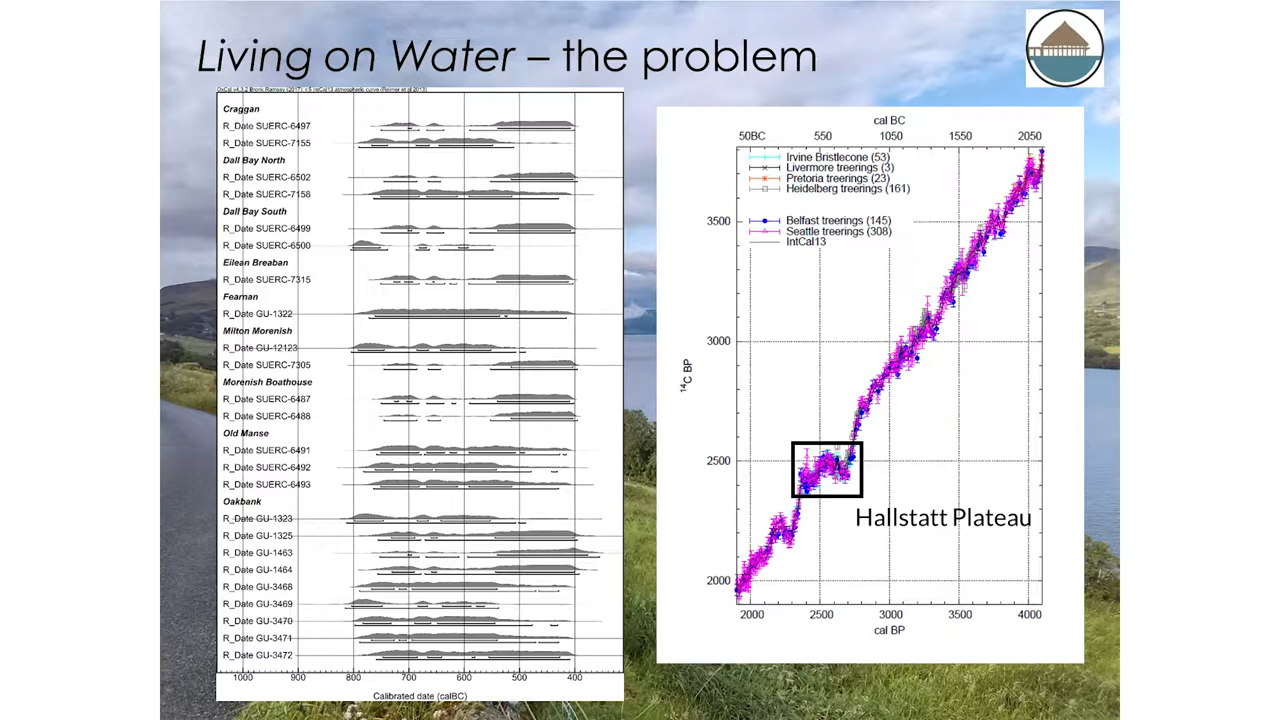 Living on Water – the problem
OxCal v4.3.2 Bronk Ramsey (2017); r:5 IntCal13 atmospheric curve (Reimer et al 2013)
Craggan
R_Date SUERC-6497
R_Date SUERC-7155
Dall Bay North
R_Date SUERC-6502
R_Date SUERC-7158
Dall Bay South
R_Date SUERC-6499
R_Date SUERC-6500
Eilean Breaban
R_Date SUERC-7315
Fearnan
R_Date GU-1322
Milton Morenish
R_Date GU-12123
R_Date SUERC-7305
Morenish Boathouse
R_Date SUERC-6487
R_Date SUERC-6488
Old Manse
R_Date SUERC-6491
R_Date SUERC-6492
R_Date SUERC-6493
Oakbank
R_Date GU-1323
R_Date GU-1325
R_Date GU-1463
R_Date GU-1464
R_Date GU-3468
R_Date GU-3469
R_Date GU-3470
R_Date GU-3471
R_Date GU-3472
1000 900 800 700 600 500 400
Calibrated date (calBC)
cal BC
50BC 550 1050 1550 2050
Irvine Bristlecone (53)
Livermore treerings (3)
Pretoria treerings (23)
Heidelberg treerings (161)
Belfast treerings (145)
Seattle treerings (308)
IntCal13
3500
3000
¹⁴C BP
2500
Hallstatt Plateau
2000
2000 2500 3000 3500 4000
cal BP